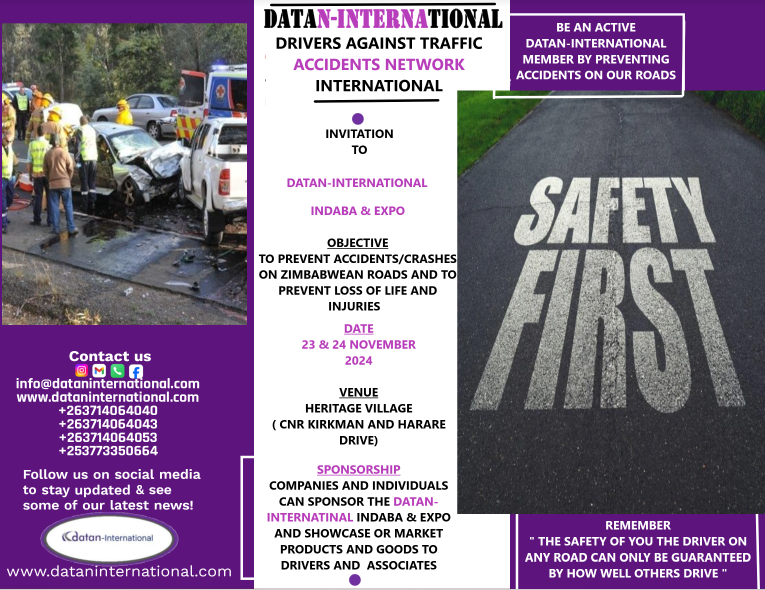 Contact us
info@dataninternational.com
www.dataninternational.com
+263714064040
+263714064043
+263714064053
+253773350664
Follow us on social media
to stay updated & see
some of our latest news!
datan-International
www.dataninternational.com
DATAN-INTERNATIONAL
DRIVERS AGAINST TRAFFIC
ACCIDENTS NETWORK
INTERNATIONAL
INVITATION
TO
DATAN-INTERNATIONAL
INDABA & EXPO
OBJECTIVE
TO PREVENT ACCIDENTS/CRASHES
ON ZIMBABWEAN ROADS AND TO
PREVENT LOSS OF LIFE AND
INJURIES
DATE
23 & 24 NOVEMBER
2024
VENUE
HERITAGE VILLAGE
( CNR KIRKMAN AND HARARE
DRIVE)
SPONSORSHIP
COMPANIES AND INDIVIDUALS
CAN SPONSOR THE DATAN-
INTERNATINAL INDABA & EXPO
AND SHOWCASE OR MARKET
PRODUCTS AND GOODS TO
DRIVERS AND ASSOCIATES
BE AN ACTIVE
DATAN-INTERNATIONAL
MEMBER BY PREVENTING
ACCIDENTS ON OUR ROADS
SAFETY
FIRST
REMEMBER
" THE SAFETY OF YOU THE DRIVER ON
ANY ROAD CAN ONLY BE GUARANTEED
BY HOW WELL OTHERS DRIVE "